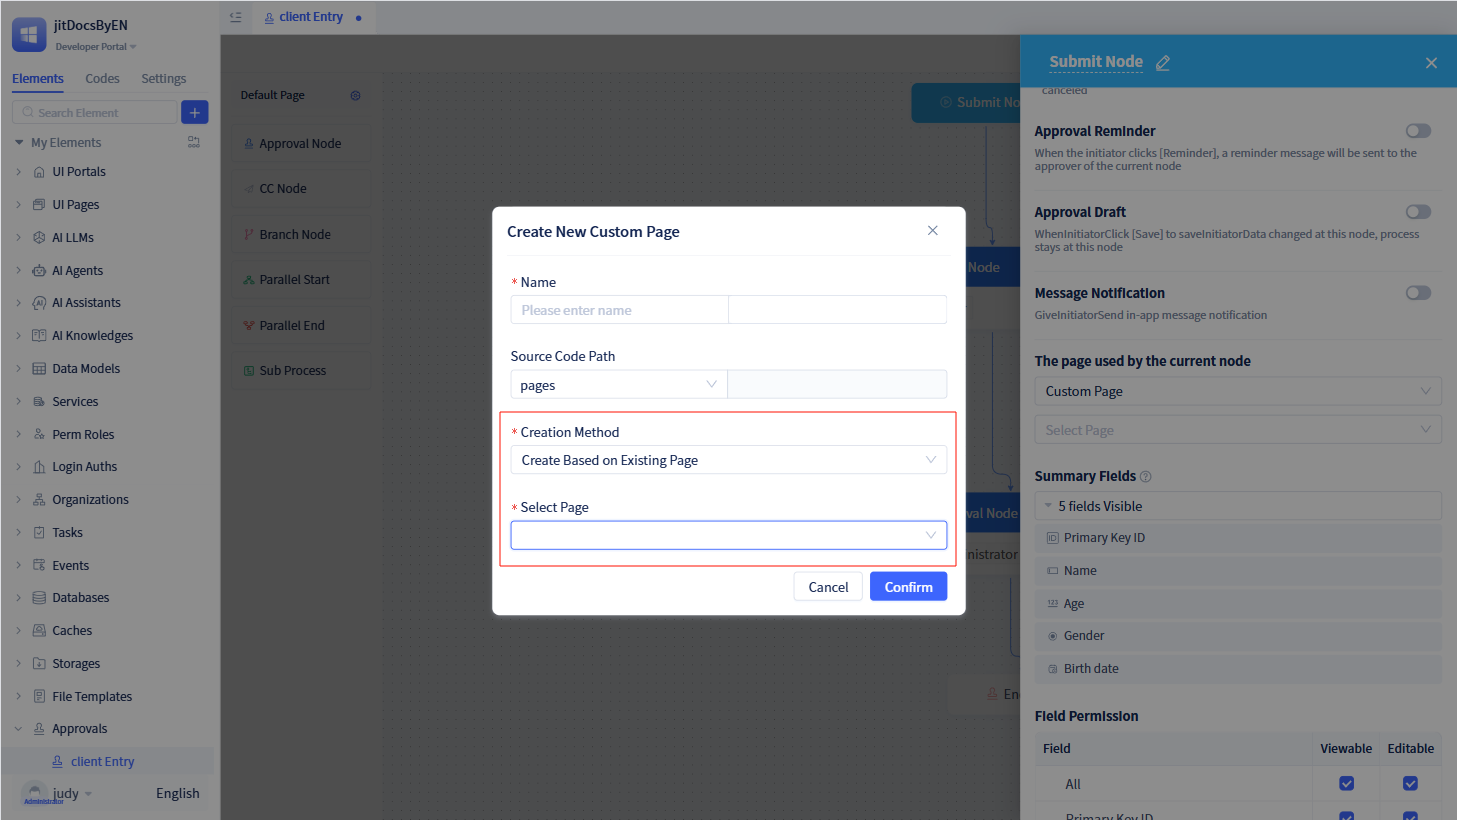 jitDocsByEN
Developer Portal
Elements
Codes
Settings
Search Element
My Elements
UI Portals
UI Pages
AI LLMs
AI Agents
AI Assistants
AI Knowledges
Data Models
Services
Perm Roles
Login Auths
Organizations
Tasks
Events
Databases
Caches
Storages
File Templates
Approvals
client Entry
judy
Administrator
English
client Entry
Default Page
Approval Node
CC Node
Branch Node
Parallel Start
Parallel End
Sub Process
Submit No
Node
val Node
nistrator
En
Create New Custom Page
* Name
Please enter name
Source Code Path
pages
* Creation Method
Create Based on Existing Page
* Select Page
Cancel
Confirm
Submit Node
canceled
Approval Reminder
When the initiator clicks [Reminder], a reminder message will be sent to the
approver of the current node
Approval Draft
WhenInitiatorClick [Save] to saveInitiatorData changed at this node, process
stays at this node
Message Notification
GiveInitiatorSend in-app message notification
The page used by the current node
Custom Page
Select Page
Summary Fields
5 fields Visible
Primary Key ID
Name
Age
Gender
Birth date
Field Permission
Field Viewable Editable
All
Primary Key ID